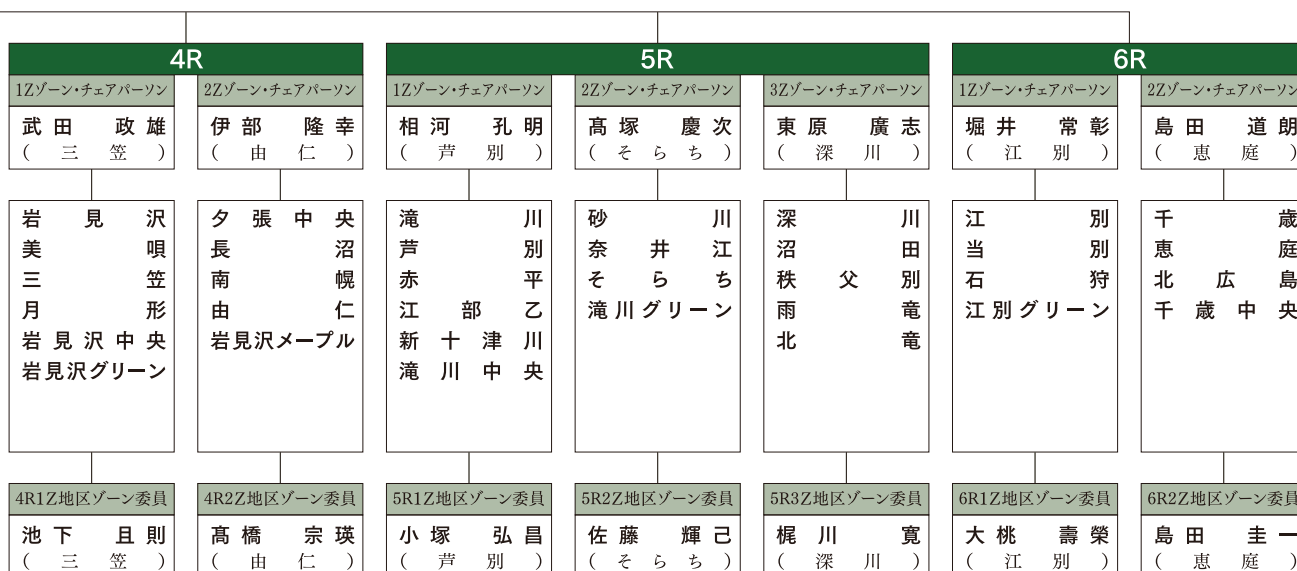 4R
1Zゾーン・チェアパーソン
武田 政雄
(三笠)
岩見沢
美唄
三笠
月形
岩見沢中央
岩見沢グリーン
4R1Z地区ゾーン委員
池下 且則
(三笠)
2Zゾーン・チェアパーソン
伊部 隆幸
(由仁)
夕張中央
長沼
南幌
由仁
岩見沢メープル
4R2Z地区ゾーン委員
髙橋 宗瑛
(由仁)
5R
1Zゾーン・チェアパーソン
相河 孔明
(芦別)
滝川
芦別
赤平
江部乙
新十津川
滝川中央
5R1Z地区ゾーン委員
小塚 弘昌
(芦別)
2Zゾーン・チェアパーソン
髙塚 慶次
(そらち)
砂川
奈井江
そらち
滝川グリーン
5R2Z地区ゾーン委員
佐藤 輝己
(そらち)
3Zゾーン・チェアパーソン
東原 廣志
(深川)
深川
沼田
秩父別
雨竜
北竜
5R3Z地区ゾーン委員
梶川 寛
(深川)
6R
1Zゾーン・チェアパーソン
堀井 常彰
(江別)
江別
当別
石狩
江別グリーン
6R1Z地区ゾーン委員
大桃 壽榮
(江別)
2Zゾーン・チェアパーソン
島田 道朗
(恵庭)
千歳
恵庭
北広島
千歳中央
6R2Z地区ゾーン委員
島田 圭一
(恵庭)